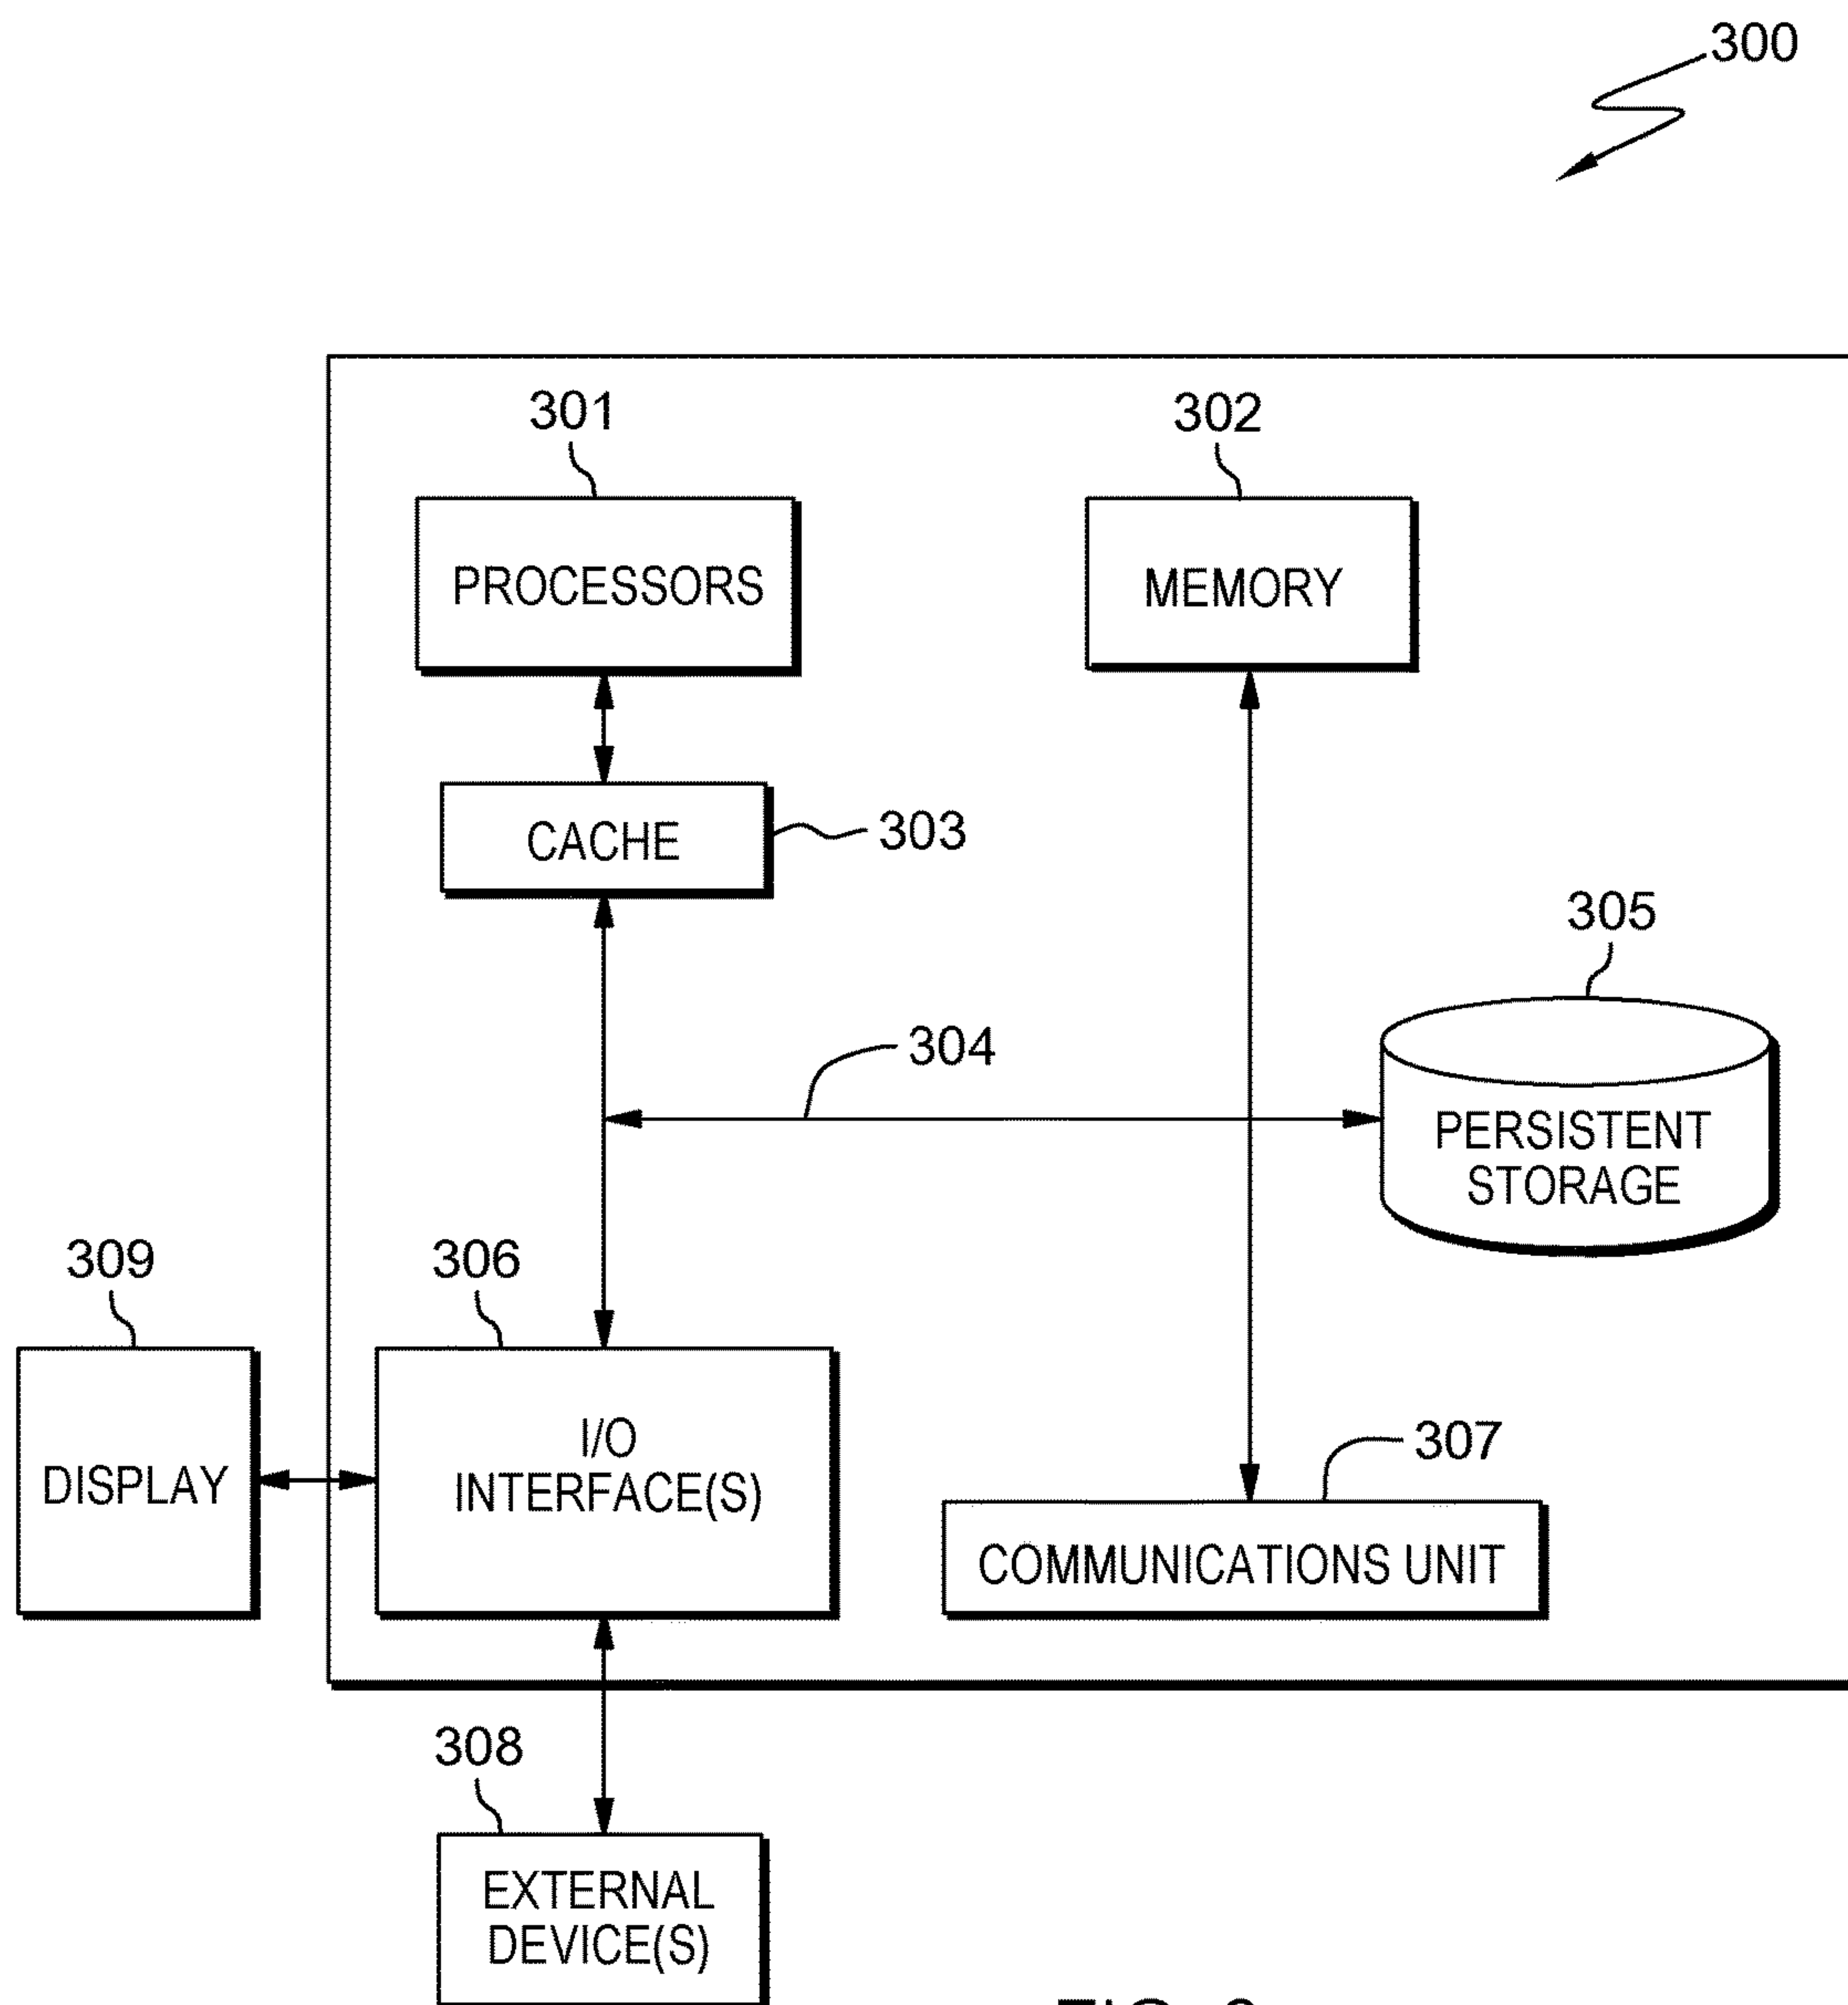 300
301
302
PROCESSORS
MEMORY
CACHE
303
305
304
PERSISTENT
STORAGE
309
306
I/O
INTERFACE(S)
DISPLAY
307
COMMUNICATIONS UNIT
308
EXTERNAL
DEVICE(S)
FIG.